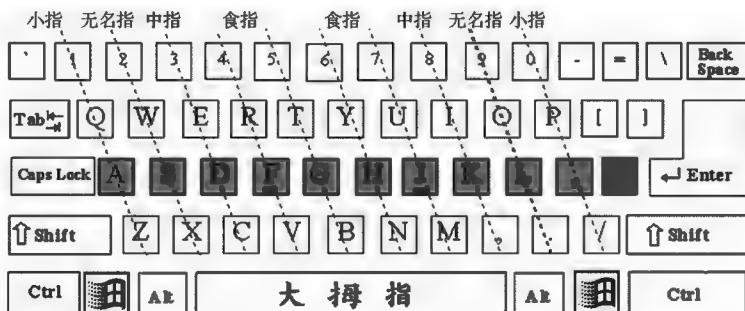 小指 无名指 中指 食指 食指 中指 无名指 小指
` 1 2 3 4 5 6 7 8 9 0 - = \ Back Space
Tab Q W E R T Y U I O P [ ]
Caps Lock A S D F G H J K L ; Enter
Shift Z X C V B N M , . / Shift
Ctrl Alt 大拇指 Alt Ctrl